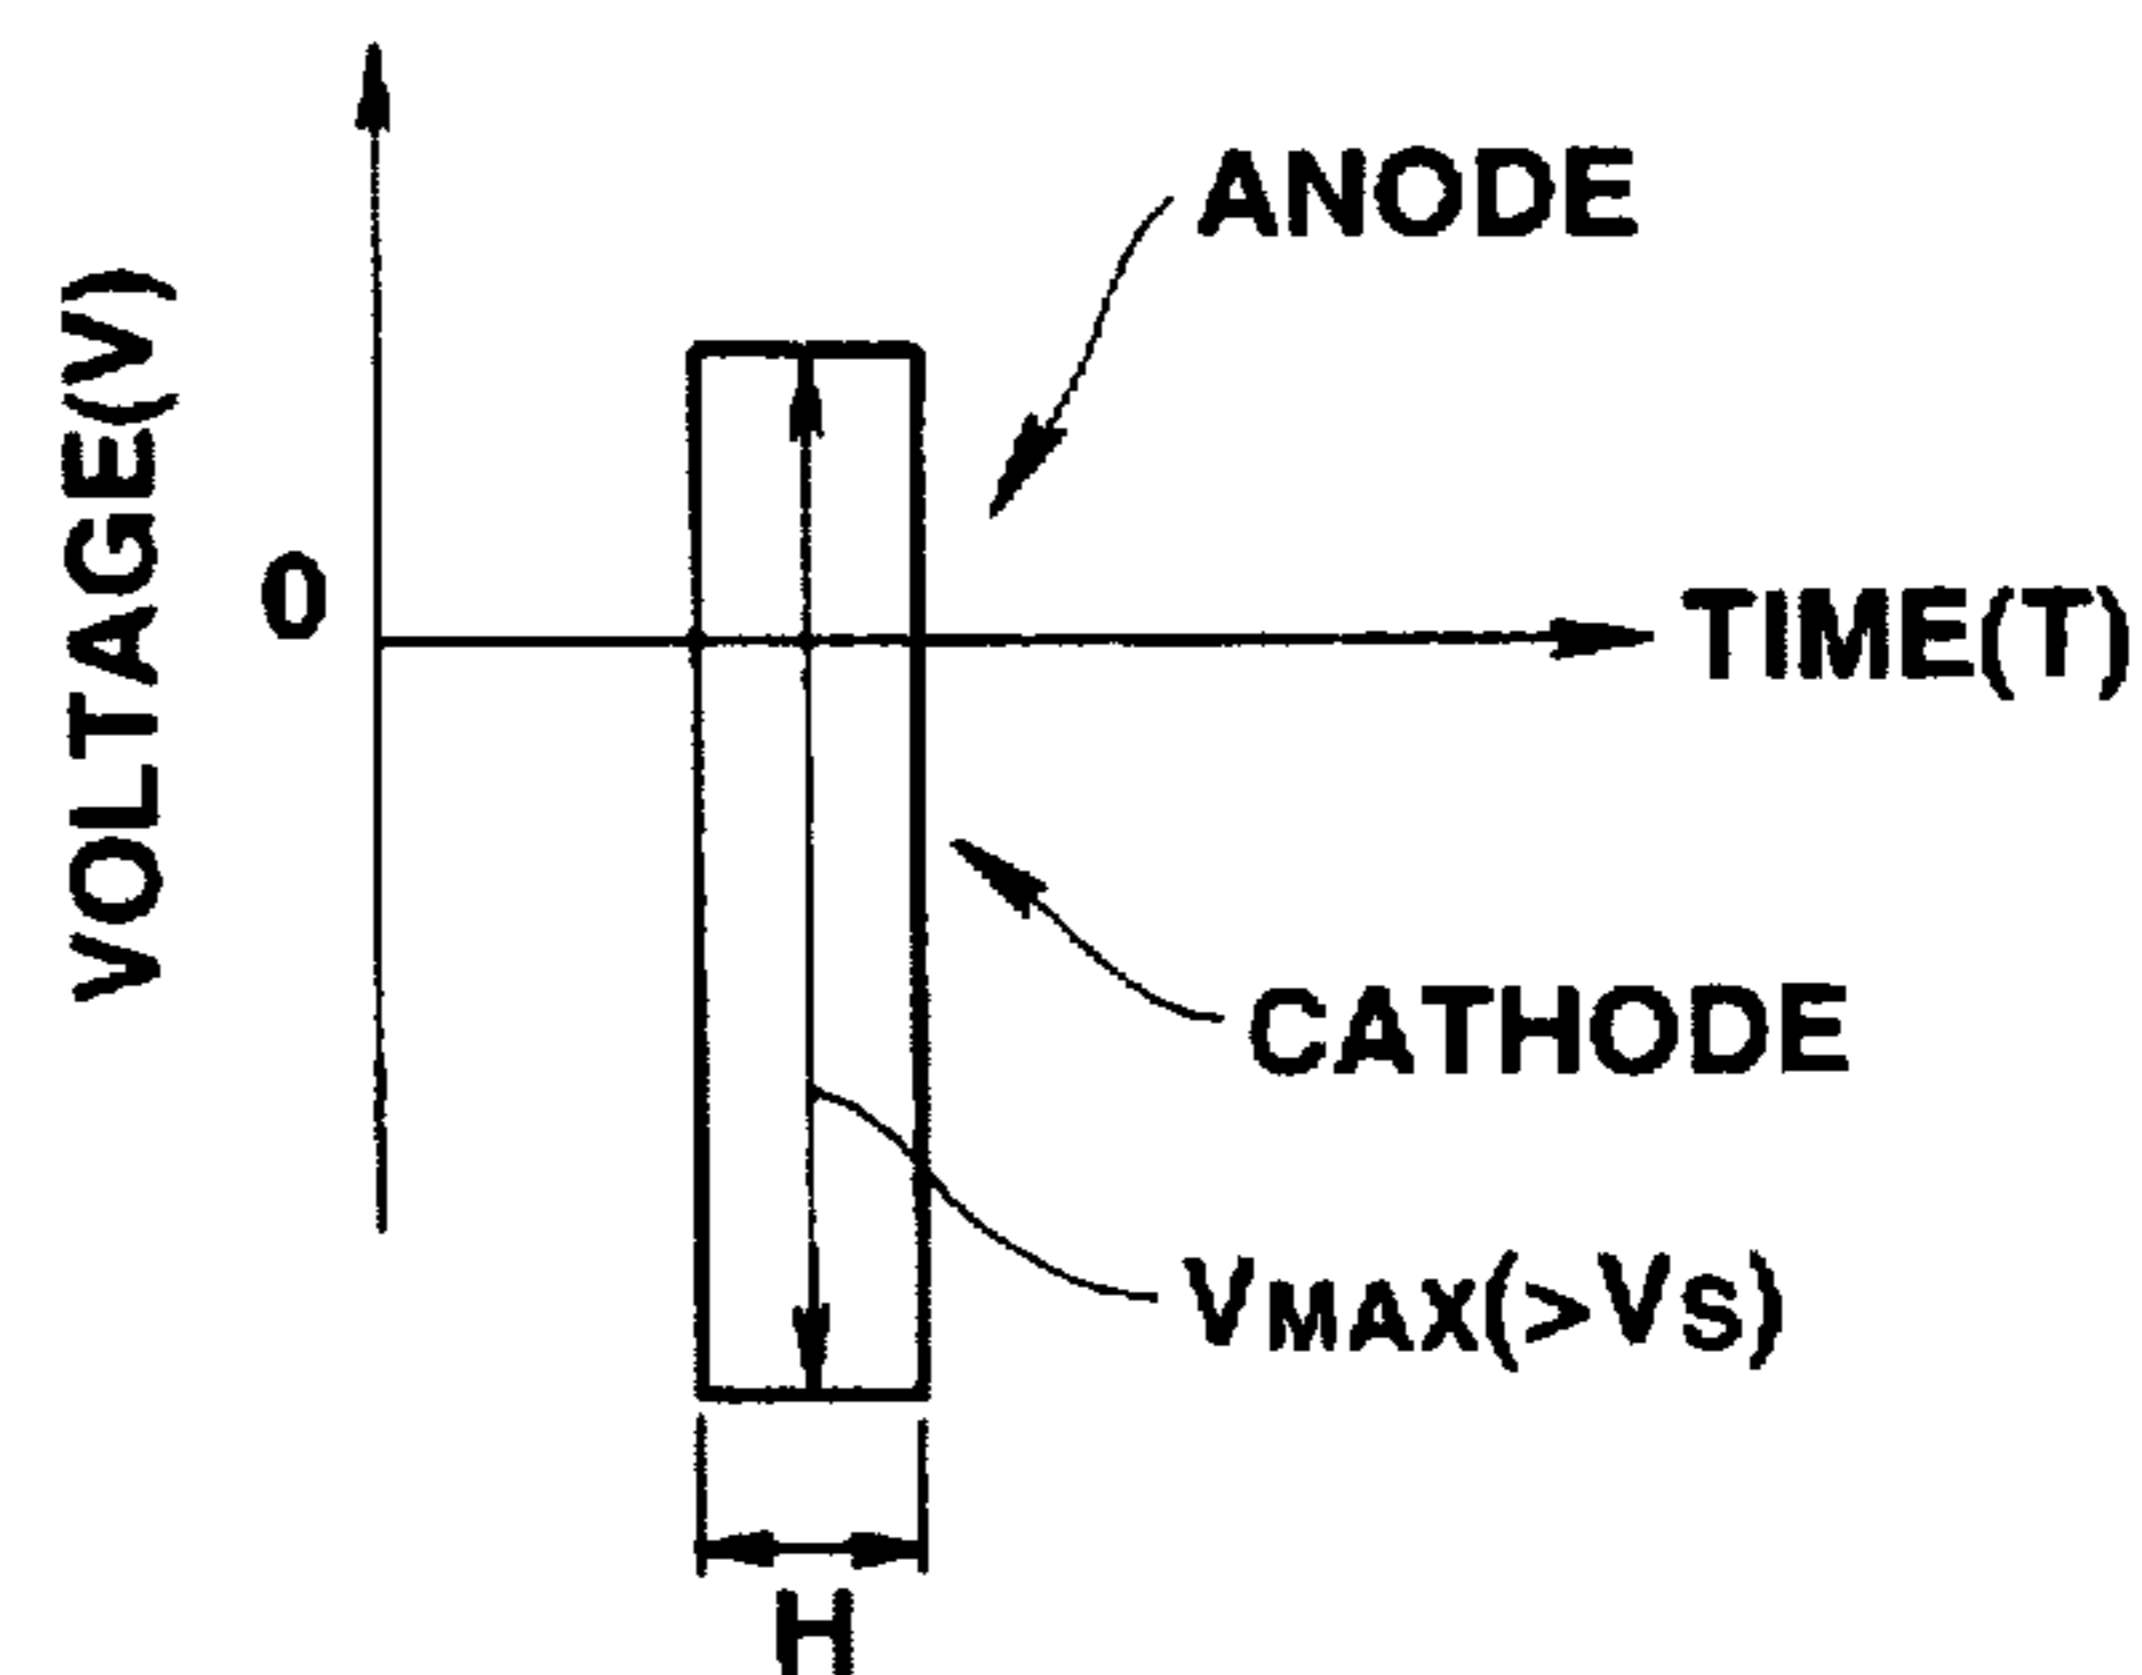 ANODE
VOLTAGE(V)
0
TIME(T)
CATHODE
VMAX(>VS)
H